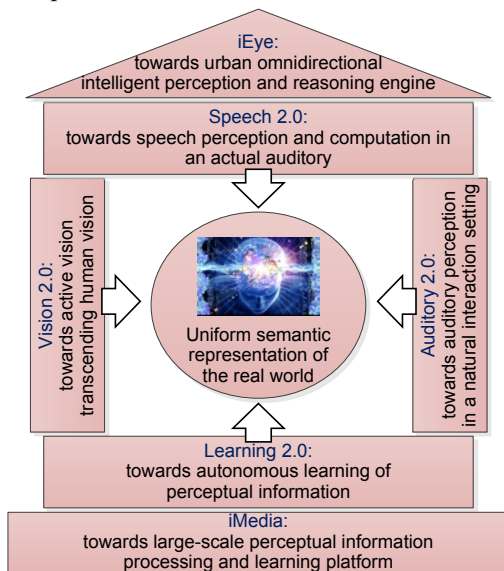 iEye:
towards urban omnidirectional
intelligent perception and reasoning engine
Speech 2.0:
towards speech perception and computation in
an actual auditory
Vision 2.0:
towards active vision
transcending human vision
Uniform semantic
representation of
the real world
Auditory 2.0:
towards auditory perception
in a natural interaction setting
Learning 2.0:
towards autonomous learning of
perceptual information
iMedia:
towards large-scale perceptual information
processing and learning platform